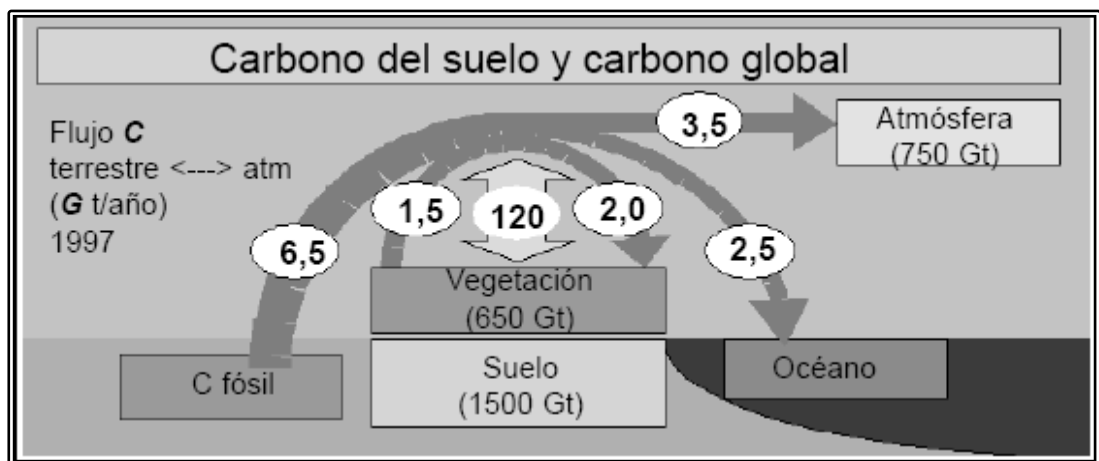 Carbono del suelo y carbono global
Flujo C
terrestre <---> atm
(G t/año)
1997
3,5
Atmósfera
(750 Gt)
1,5
120
2,0
6,5
2,5
Vegetación
(650 Gt)
C fósil
Suelo
(1500 Gt)
Océano